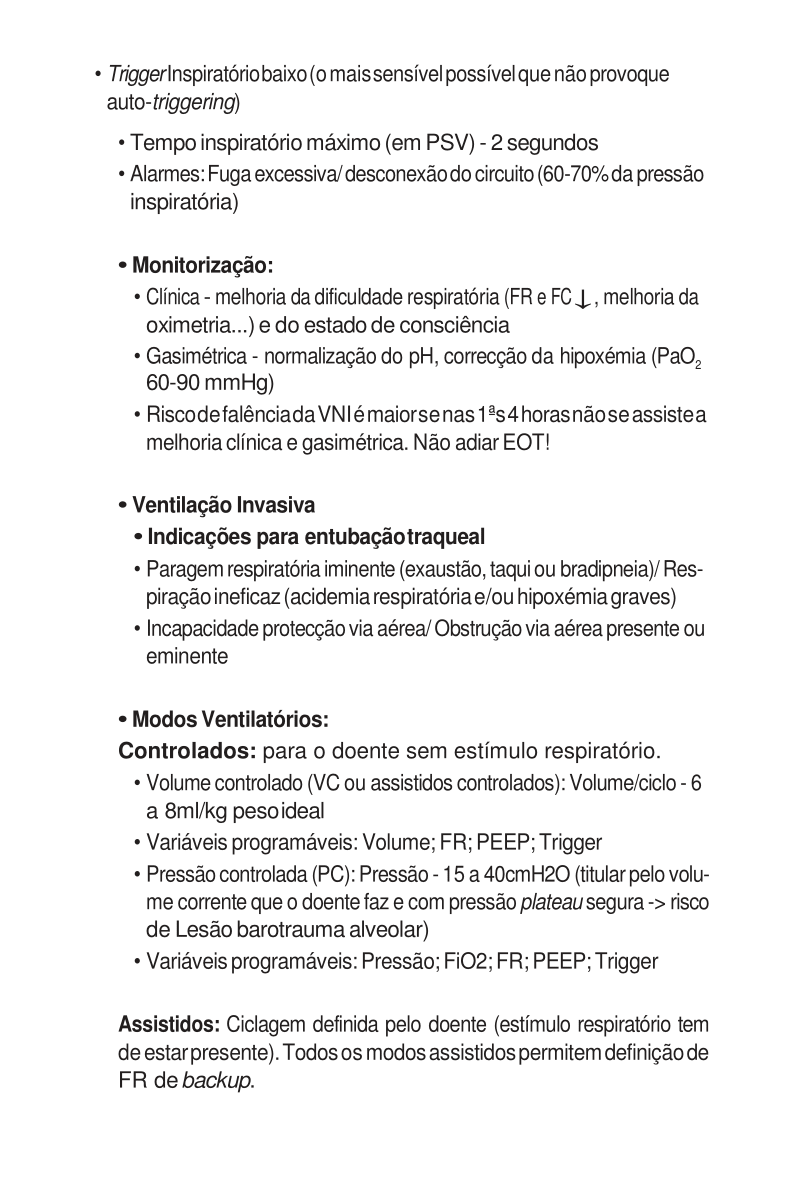 • Trigger Inspiratório baixo (o mais sensível possível que não provoque
auto-triggering)
• Tempo inspiratório máximo (em PSV) - 2 segundos
• Alarmes: Fuga excessiva/ desconexão do circuito (60-70% da pressão
inspiratória)
• Monitorização:
• Clínica - melhoria da dificuldade respiratória (FR e FC ↓, melhoria da
oximetria...) e do estado de consciência
• Gasimétrica - normalização do pH, correcção da hipoxémia (PaO2
60-90 mmHg)
• Risco de falência da VNI é maior se nas 1ªs 4 horas não se assiste a
melhoria clínica e gasimétrica. Não adiar EOT!
• Ventilação Invasiva
• Indicações para entubação traqueal
• Paragem respiratória iminente (exaustão, taqui ou bradipneia)/ Res-
piração ineficaz (acidemia respiratória e/ou hipoxémia graves)
• Incapacidade protecção via aérea/ Obstrução via aérea presente ou
eminente
• Modos Ventilatórios:
Controlados: para o doente sem estímulo respiratório.
• Volume controlado (VC ou assistidos controlados): Volume/ciclo - 6
a 8ml/kg peso ideal
• Variáveis programáveis: Volume; FR; PEEP; Trigger
• Pressão controlada (PC): Pressão - 15 a 40cmH2O (titular pelo volu-
me corrente que o doente faz e com pressão plateau segura -> risco
de Lesão barotrauma alveolar)
• Variáveis programáveis: Pressão; FiO2; FR; PEEP; Trigger
Assistidos: Ciclagem definida pelo doente (estímulo respiratório tem
de estar presente). Todos os modos assistidos permitem definição de
FR de backup.